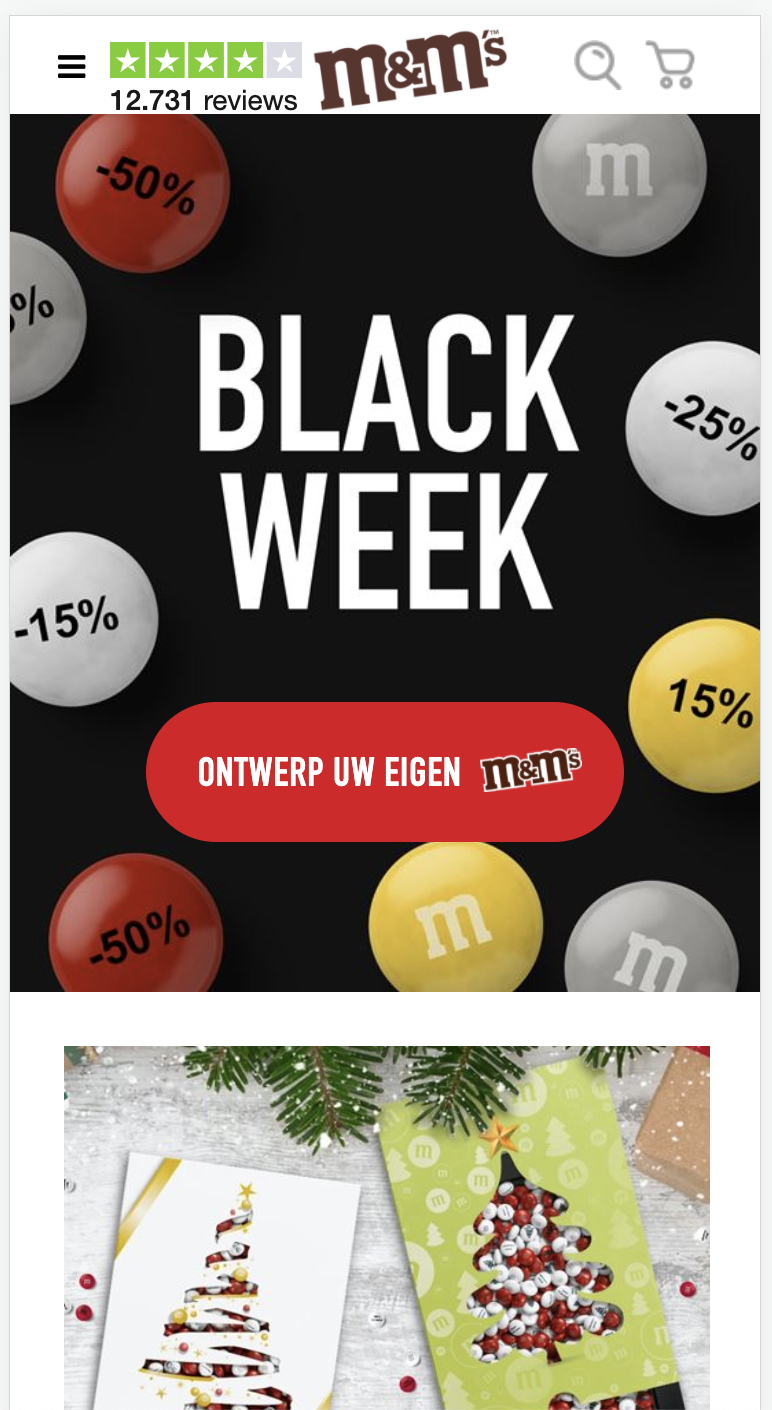 m&m's
12.731 reviews
-50%
m
%
BLACK
-25%
WEEK
-15%
15%
ONTWERP UW EIGEN m&m's
-50%
m
m
m
m
m
m